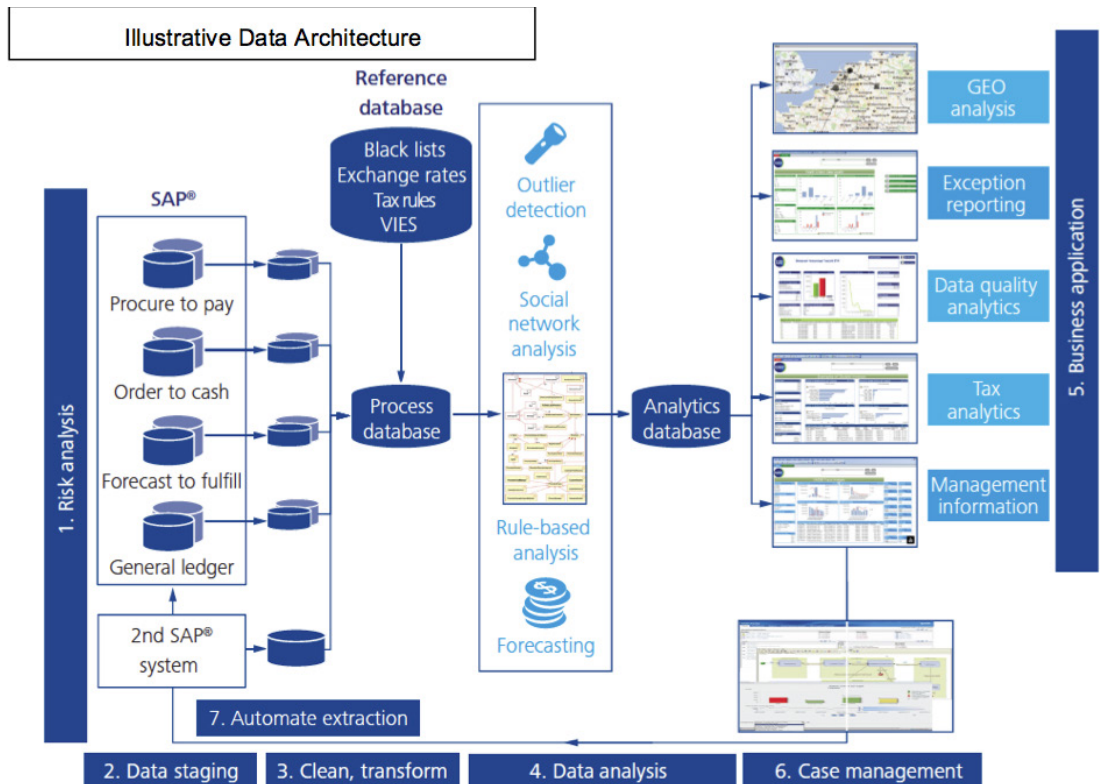 Illustrative Data Architecture
Reference
database
Black lists
Exchange rates
Tax rules
VIES
SAP®
Procure to pay
Order to cash
Forecast to fulfill
General ledger
2nd SAP®
system
1. Risk analysis
Process
database
Outlier
detection
Social
network
analysis
Rule-based
analysis
Forecasting
Analytics
database
GEO
analysis
Exception
reporting
Data quality
analytics
Tax
analytics
Management
information
5. Business application
7. Automate extraction
2. Data staging
3. Clean, transform
4. Data analysis
6. Case management